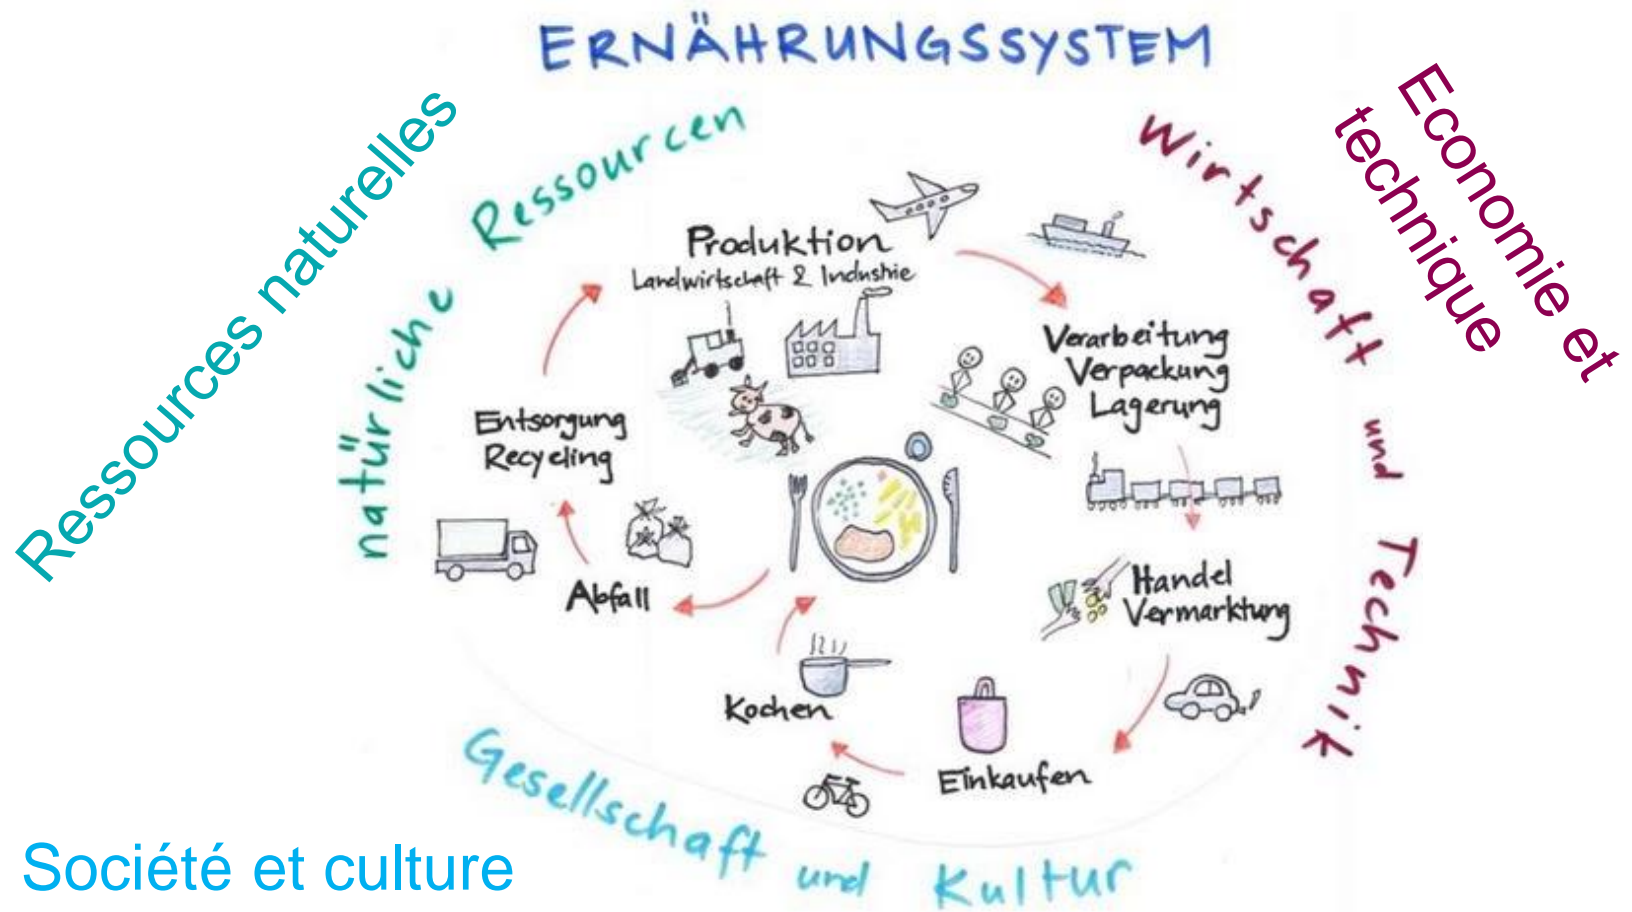 ERNÄHRUNGSSYSTEM
Ressources naturelles
natürliche Ressourcen
Wirtschaft und Technik
Economie et
technique
Produktion
Landwirtschaft & Industrie
Verarbeitung
Verpackung
Lagerung
Handel
Vermarktung
Einkaufen
Kochen
Abfall
Entsorgung
Recycling
Gesellschaft und Kultur
Société et culture